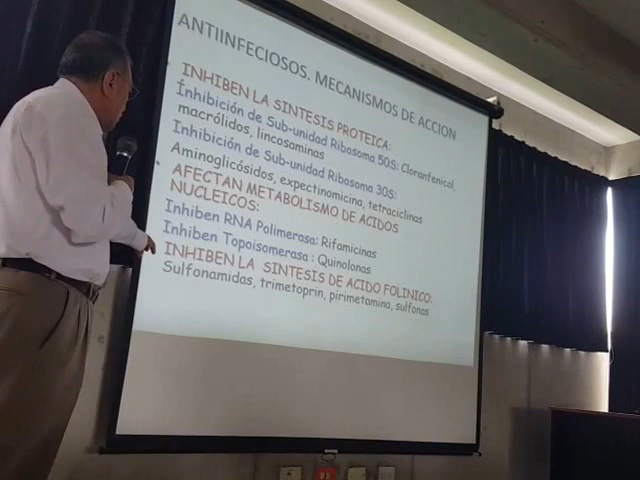 ANTIINFECIOSOS. MECANISMOS DE ACCION
INHIBEN LA SINTESIS PROTEICA:
Inhibición de Sub-unidad Ribosoma 50S: Cloranfenicol,
macrólidos, lincosaminas
Inhibición de Sub-unidad Ribosoma 30S:
Aminoglicósidos, expectinomicina, tetraciclinas
AFECTAN METABOLISMO DE ACIDOS
NUCLEICOS:
Inhiben RNA Polimerasa: Rifamicinas
Inhiben Topoisomerasa : Quinolonas
INHIBEN LA SINTESIS DE ACIDO FOLINICO:
Sulfonamidas, trimetoprin, pirimetamina, sulfonas